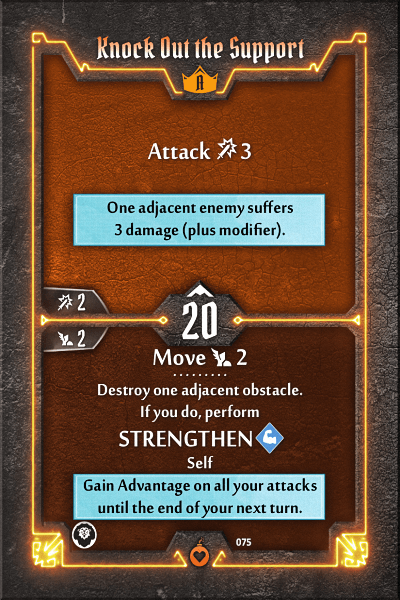 Knock Out the Support
A
Attack 3
One adjacent enemy suffers
3 damage (plus modifier).
2
20
2
Move 2
Destroy one adjacent obstacle.
If you do, perform
STRENGTHEN
Self
Gain Advantage on all your attacks
until the end of your next turn.
075